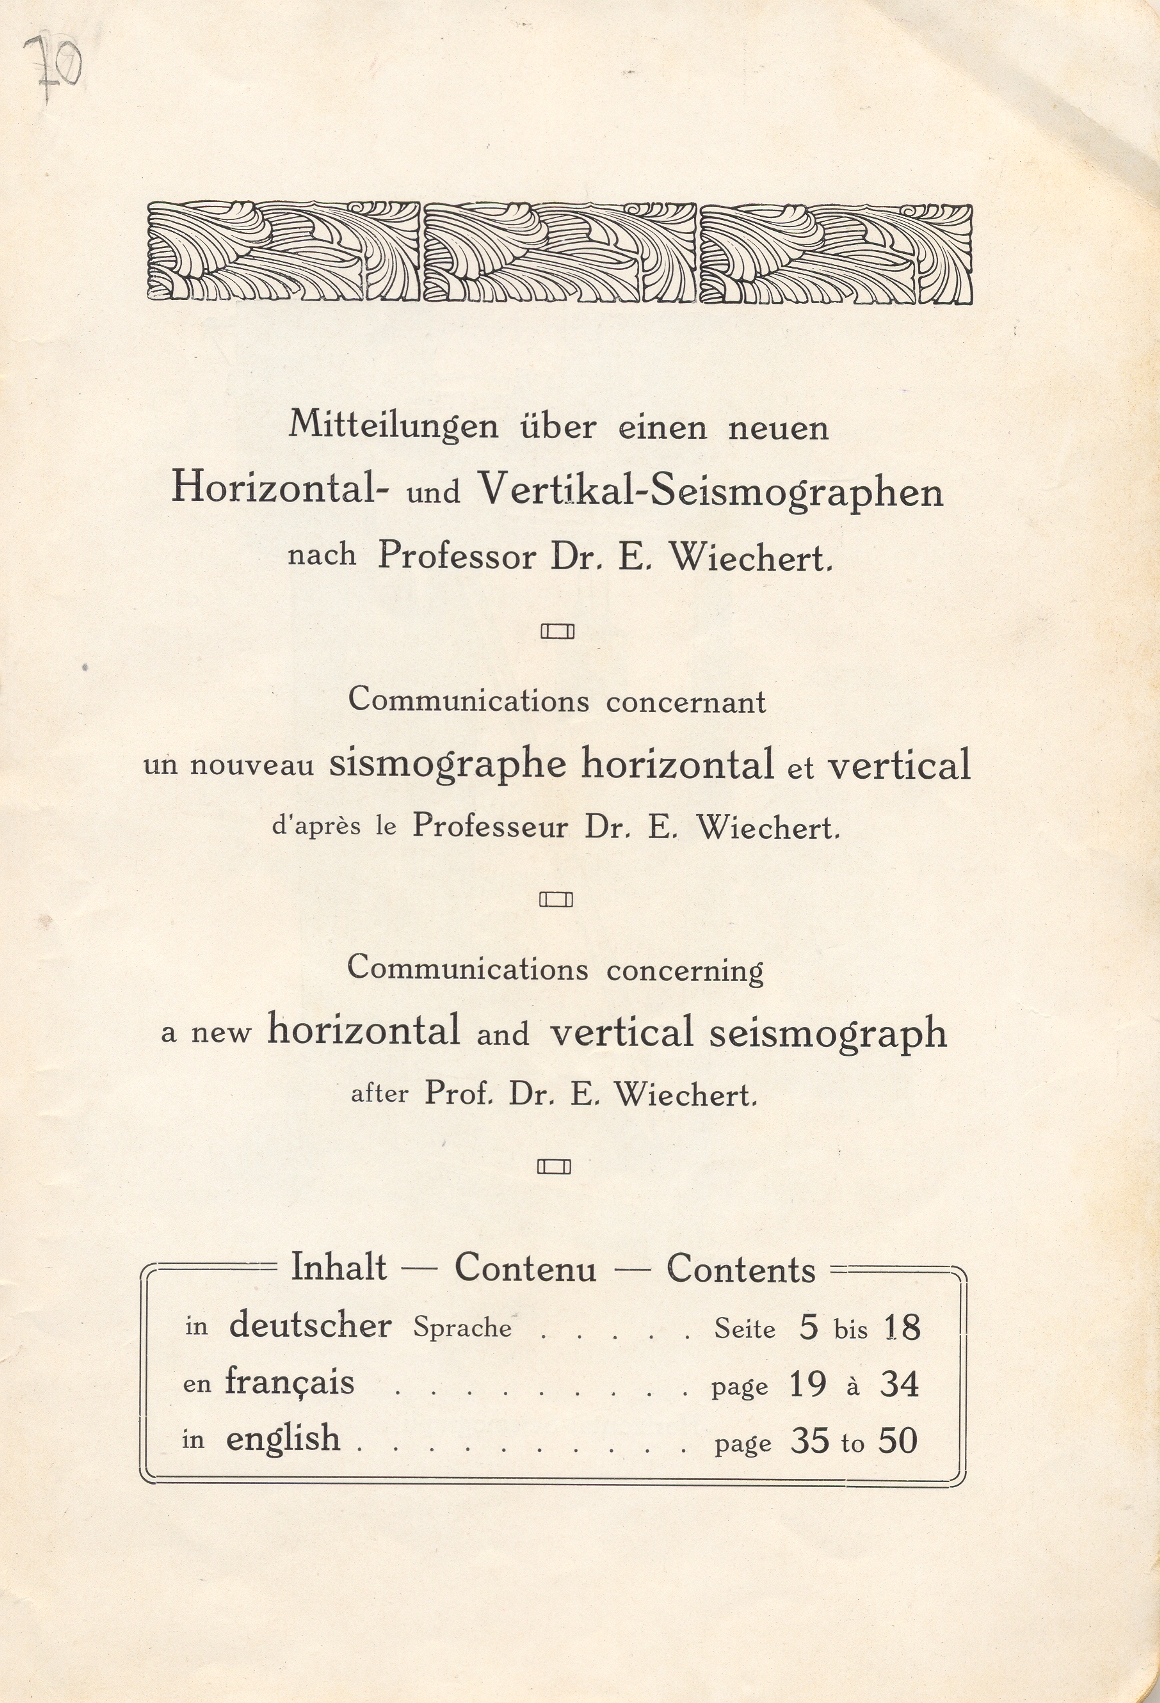 70
Mitteilungen über einen neuen
Horizontal- und Vertikal-Seismographen
nach Professor Dr. E. Wiechert.
Communications concernant
un nouveau sismographe horizontal et vertical
d'après le Professeur Dr. E. Wiechert.
Communications concerning
a new horizontal and vertical seismograph
after Prof. Dr. E. Wiechert.
Inhalt — Contenu — Contents
in deutscher Sprache . . . . . Seite 5 bis 18
en français . . . . . . . . . page 19 à 34
in english . . . . . . . . . . page 35 to 50